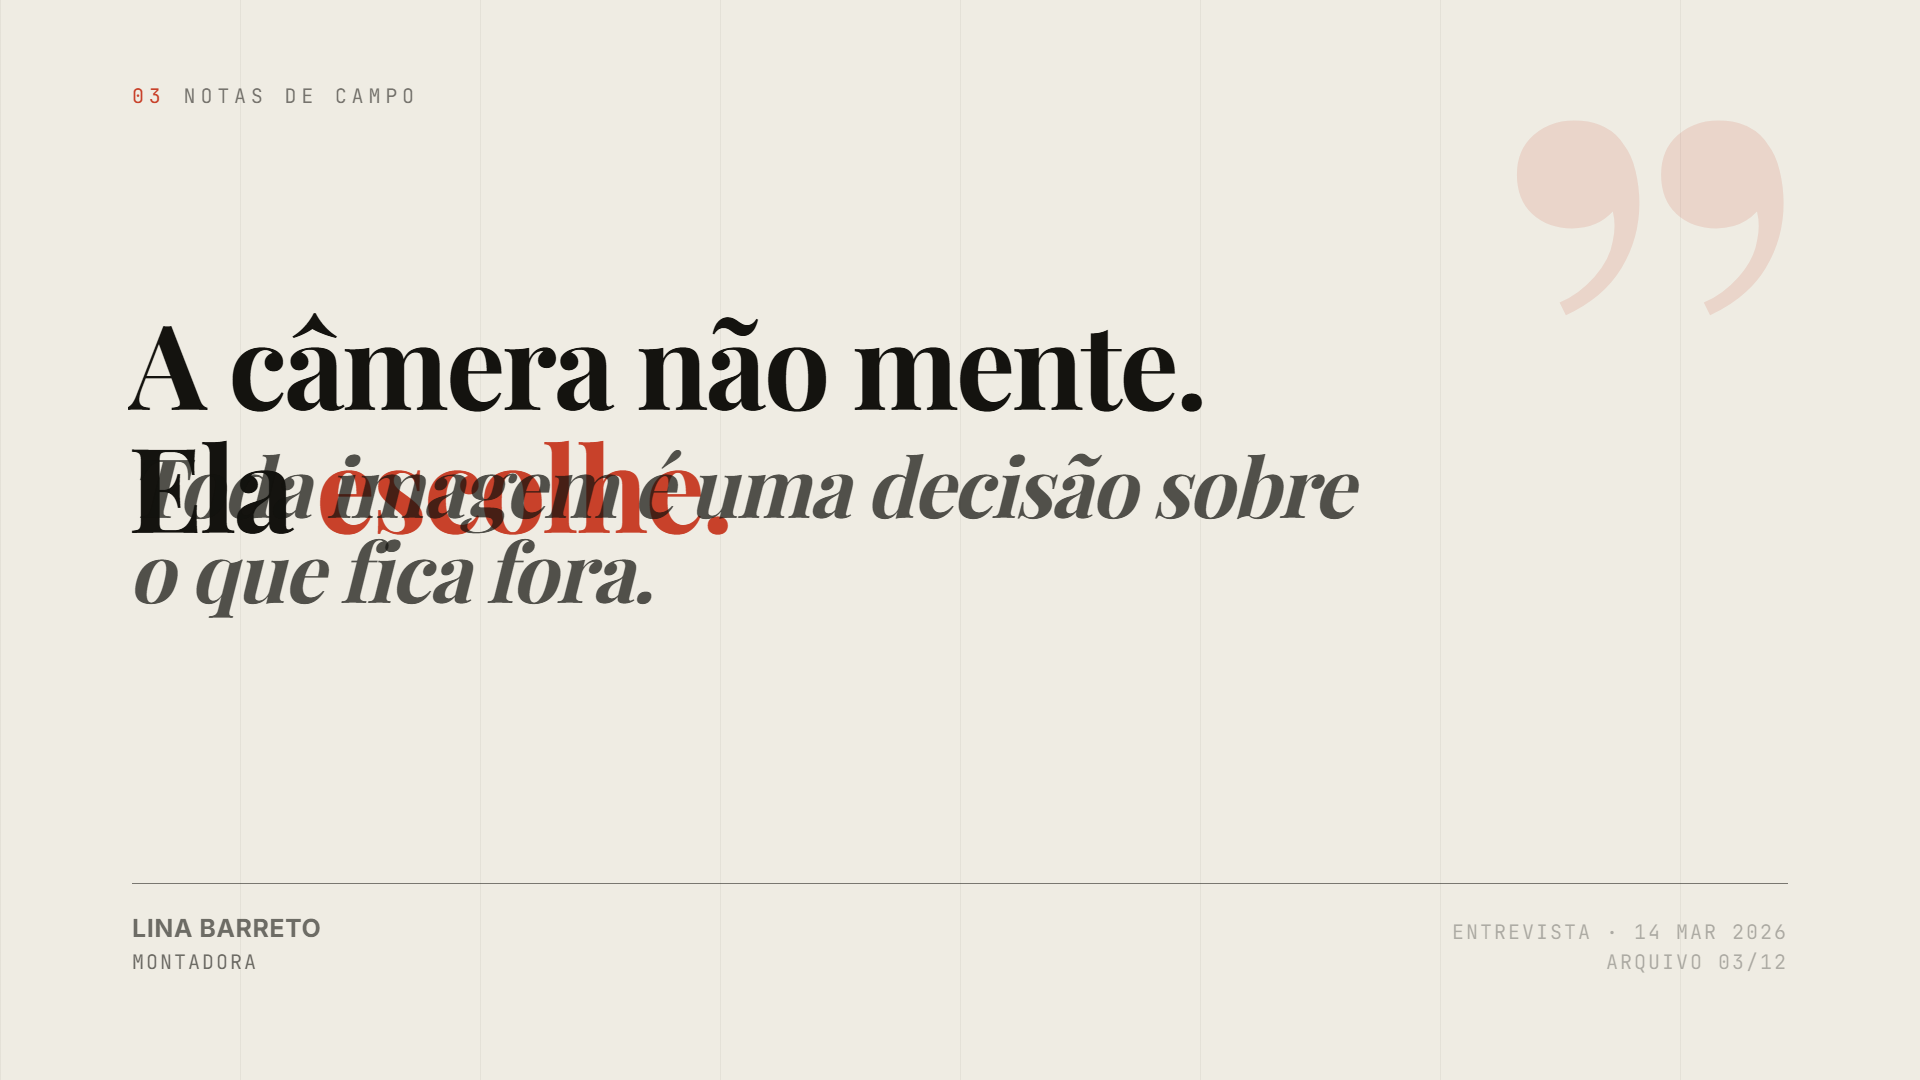 03 NOTAS DE CAMPO
”
A câmera não mente.
Ela escolhe.
Toda imagem é uma decisão sobre
o que fica fora.
LINA BARRETO
MONTADORA
ENTREVISTA · 14 MAR 2026
ARQUIVO 03/12